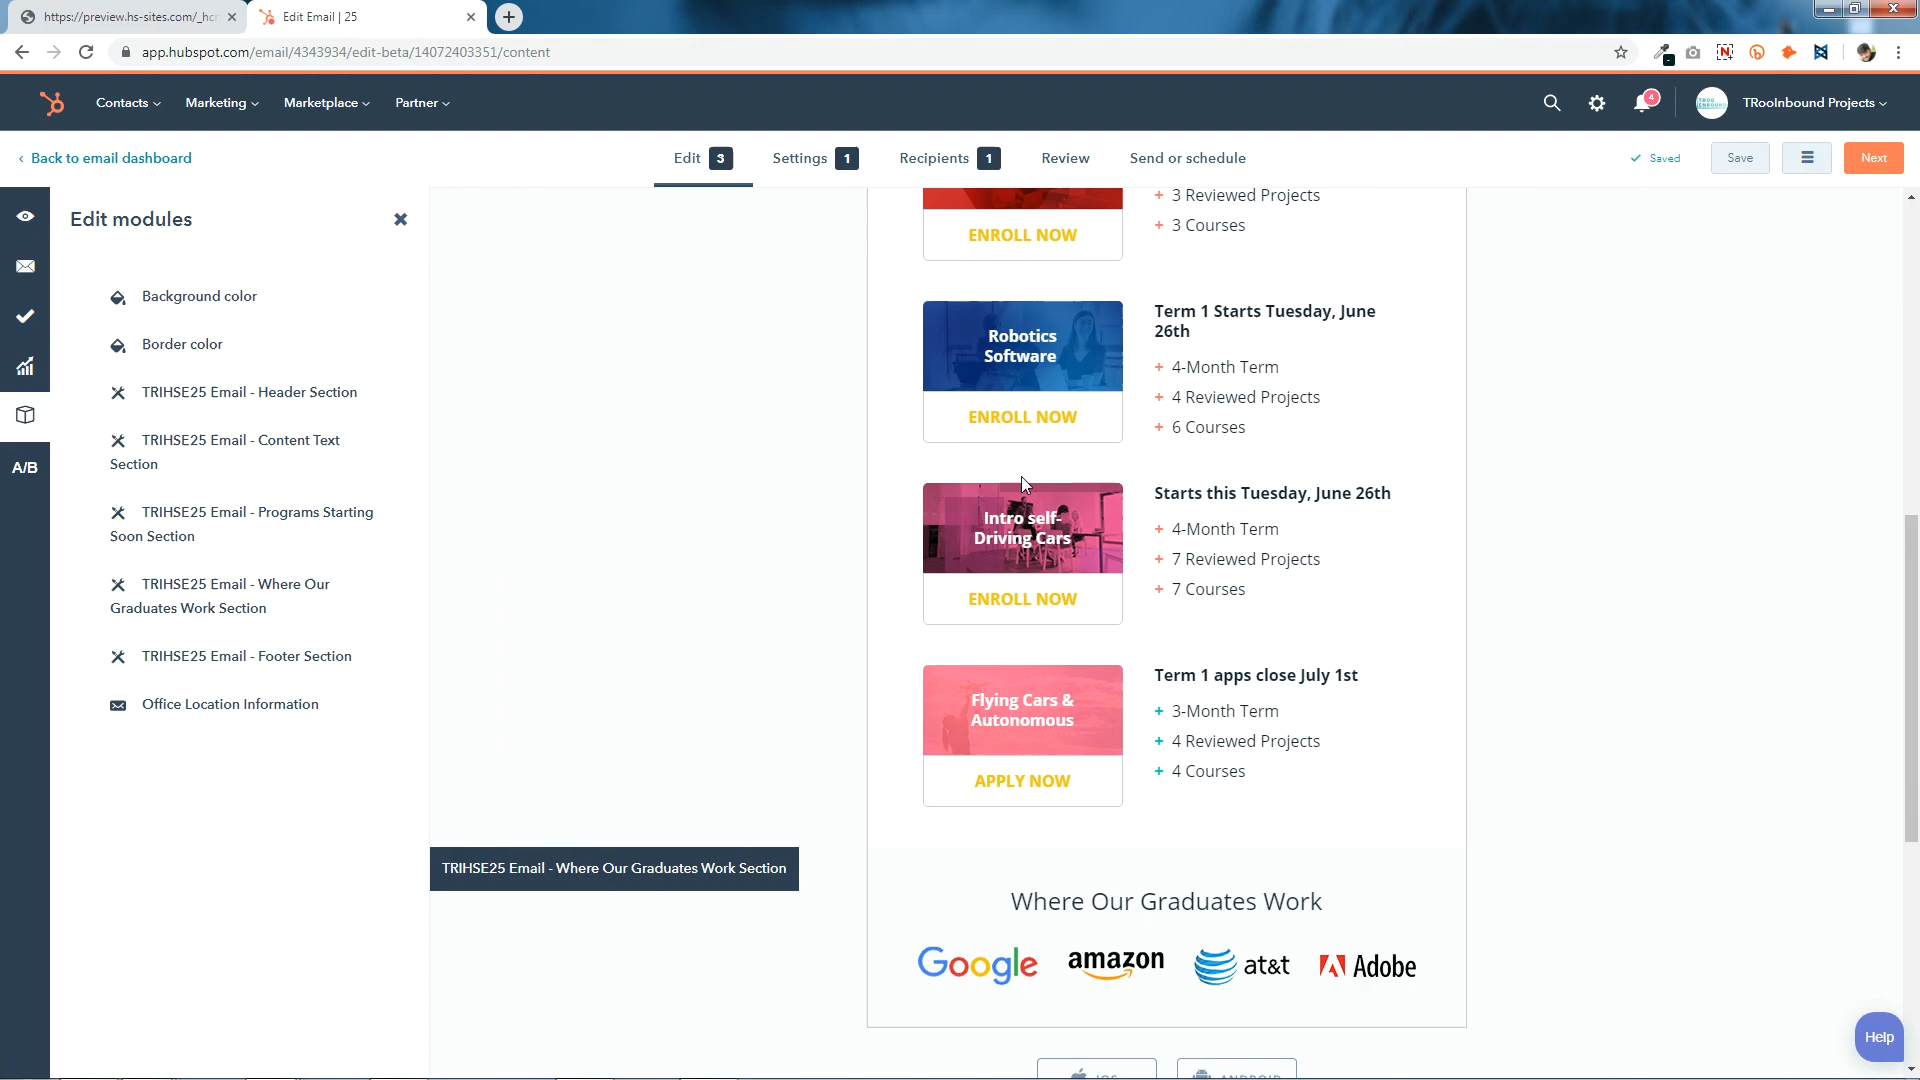 https://preview.hs-sites.com/_hcr
Edit Email | 25
app.hubspot.com/email/4343934/edit-beta/14072403351/content
Contacts
Marketing
Marketplace
Partner
4
TRooInbound Projects
Back to email dashboard
Edit 3
Settings 1
Recipients 1
Review
Send or schedule
Saved
Save
Next
Edit modules
Background color
Border color
TRIHSE25 Email - Header Section
TRIHSE25 Email - Content Text
Section
TRIHSE25 Email - Programs Starting
Soon Section
TRIHSE25 Email - Where Our
Graduates Work Section
TRIHSE25 Email - Footer Section
Office Location Information
A/B
ENROLL NOW
+ 3 Reviewed Projects
+ 3 Courses
Robotics
Software
ENROLL NOW
Term 1 Starts Tuesday, June
26th
+ 4-Month Term
+ 4 Reviewed Projects
+ 6 Courses
Intro self-
Driving Cars
ENROLL NOW
Starts this Tuesday, June 26th
+ 4-Month Term
+ 7 Reviewed Projects
+ 7 Courses
Flying Cars &
Autonomous
APPLY NOW
Term 1 apps close July 1st
+ 3-Month Term
+ 4 Reviewed Projects
+ 4 Courses
TRIHSE25 Email - Where Our Graduates Work Section
Where Our Graduates Work
Google
amazon
at&t
Adobe
IOS
ANDROID
Help